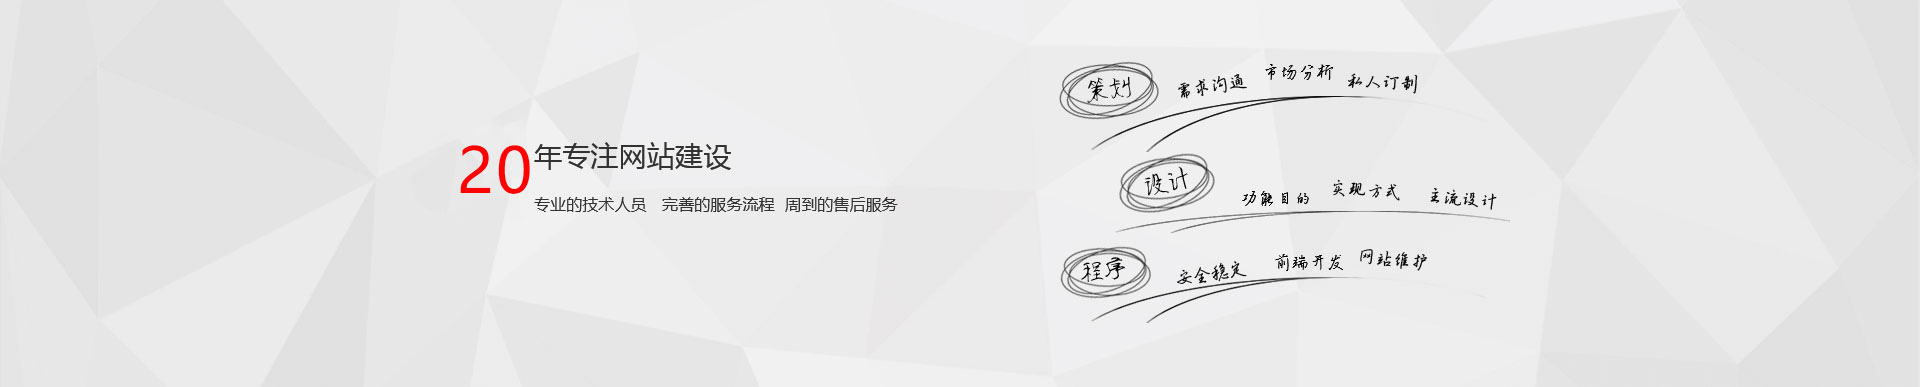 20年专注网站建设
专业的技术人员 完善的服务流程 周到的售后服务
策划 需求沟通 市场分析 私人订制
设计 功能目的 实现方式 主流设计
程序 安全稳定 前端开发 网站维护